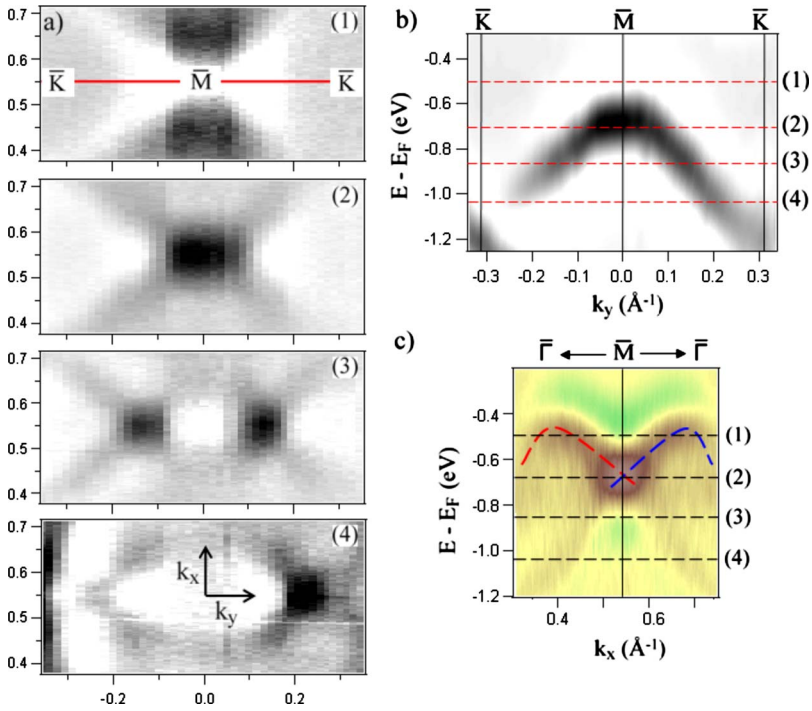 a)
(1)
K̄ M̄ K̄
0.7
0.6
0.5
0.4
(2)
0.7
0.6
0.5
0.4
(3)
0.7
0.6
0.5
0.4
(4)
0.7
0.6
0.5
0.4
kx
ky
-0.2 0.0 0.2
b)
K̄ M̄ K̄
E - EF (eV)
-0.4
-0.6
-0.8
-1.0
-1.2
(1)
(2)
(3)
(4)
-0.3 -0.2 -0.1 0.0 0.1 0.2 0.3
ky (Å-1)
c)
Γ̄ ← M̄ → Γ̄
E - EF (eV)
-0.4
-0.6
-0.8
-1.0
-1.2
(1)
(2)
(3)
(4)
0.4 0.6
kx (Å-1)